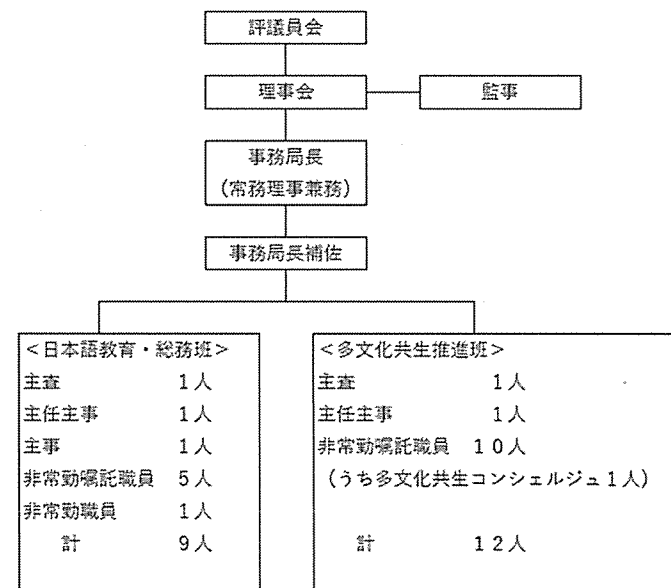 評議員会
理事会
監事
事務局長
（常務理事兼務）
事務局長補佐
＜日本語教育・総務班＞
主査 1人
主任主事 1人
主事 1人
非常勤嘱託職員 5人
非常勤職員 1人
計 9人
＜多文化共生推進班＞
主査 1人
主任主事 1人
非常勤嘱託職員 １０人
（うち多文化共生コンシェルジュ１人）
計 １２人